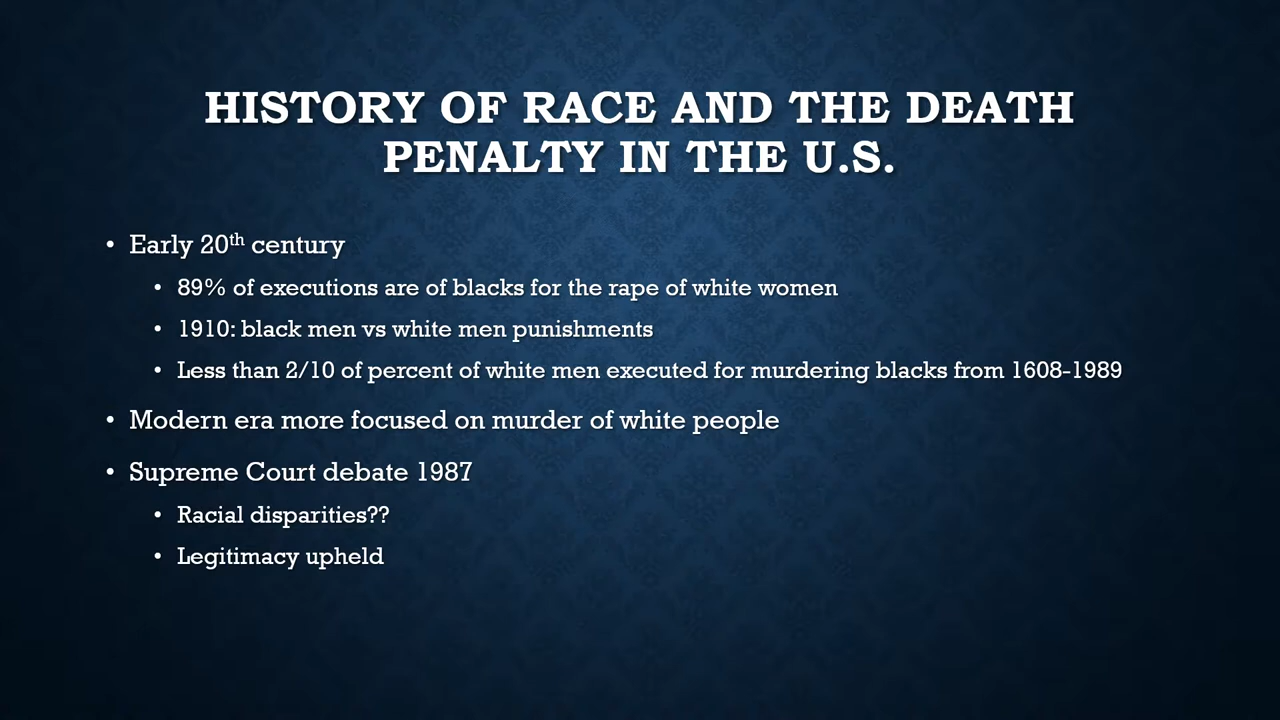 HISTORY OF RACE AND THE DEATH
PENALTY IN THE U.S.
• Early 20th century
• 89% of executions are of blacks for the rape of white women
• 1910: black men vs white men punishments
• Less than 2/10 of percent of white men executed for murdering blacks from 1608-1989
• Modern era more focused on murder of white people
• Supreme Court debate 1987
• Racial disparities??
• Legitimacy upheld